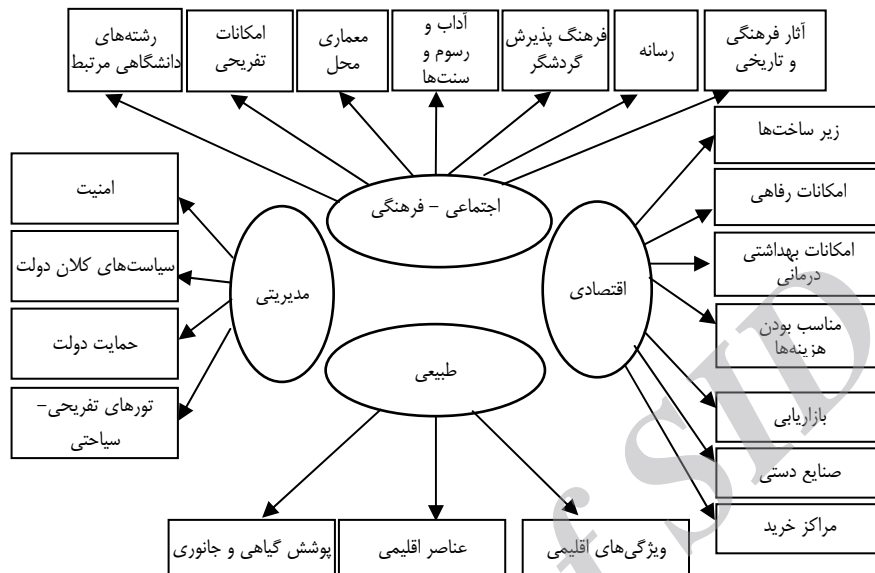 آثار فرهنگی
و تاریخی
رسانه
فرهنگ پذیرش
گردشگر
آداب و
رسوم و
سنت‌ها
معماری
محل
امکانات
تفریحی
رشته‌های
دانشگاهی مرتبط
زیر ساخت‌ها
امکانات رفاهی
امکانات بهداشتی
درمانی
مناسب بودن
هزینه‌ها
بازاریابی
صنایع دستی
مراکز خرید
اجتماعی – فرهنگی
اقتصادی
مدیریتی
طبیعی
امنیت
سیاست‌های کلان دولت
حمایت دولت
تورهای تفریحی–
سیاحتی
ویژگی‌های اقلیمی
عناصر اقلیمی
پوشش گیاهی و جانوری
f SID